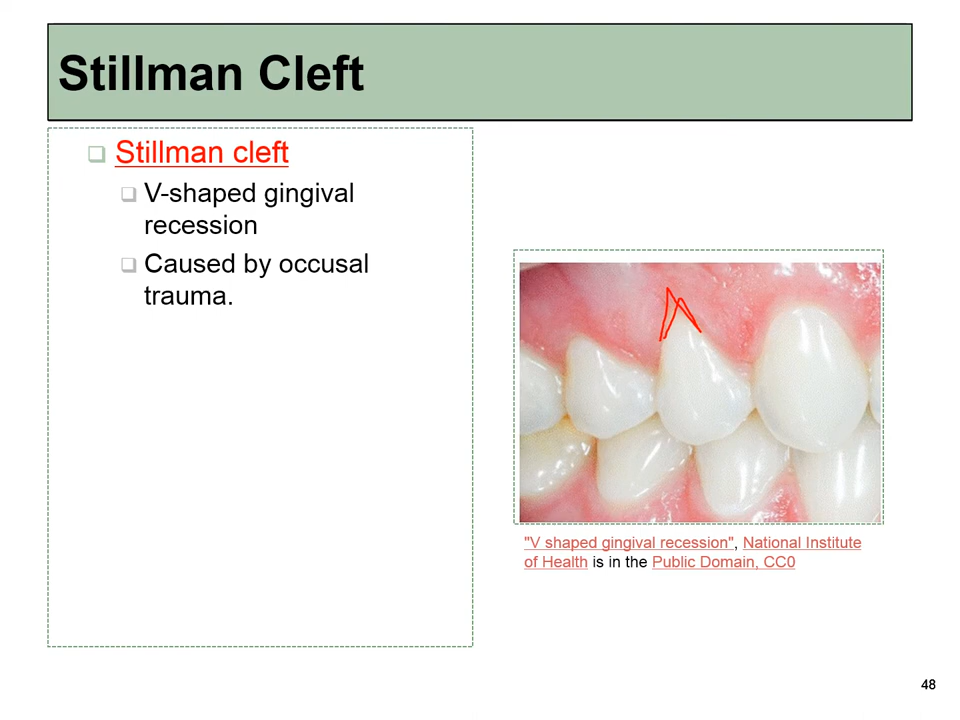 Stillman Cleft
Stillman cleft
V-shaped gingival
recession
Caused by occusal
trauma.
"V shaped gingival recession", National Institute
of Health is in the Public Domain, CC0
48